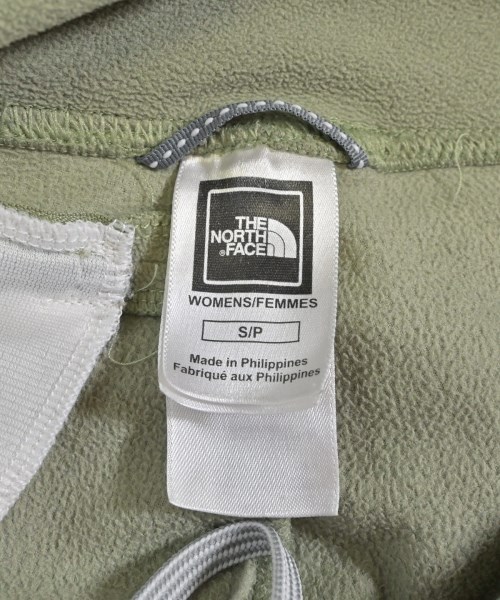 THE
NORTH
®FACE
WOMENS/FEMMES
S/P
Made in Philippines
Fabriqué aux Philippines